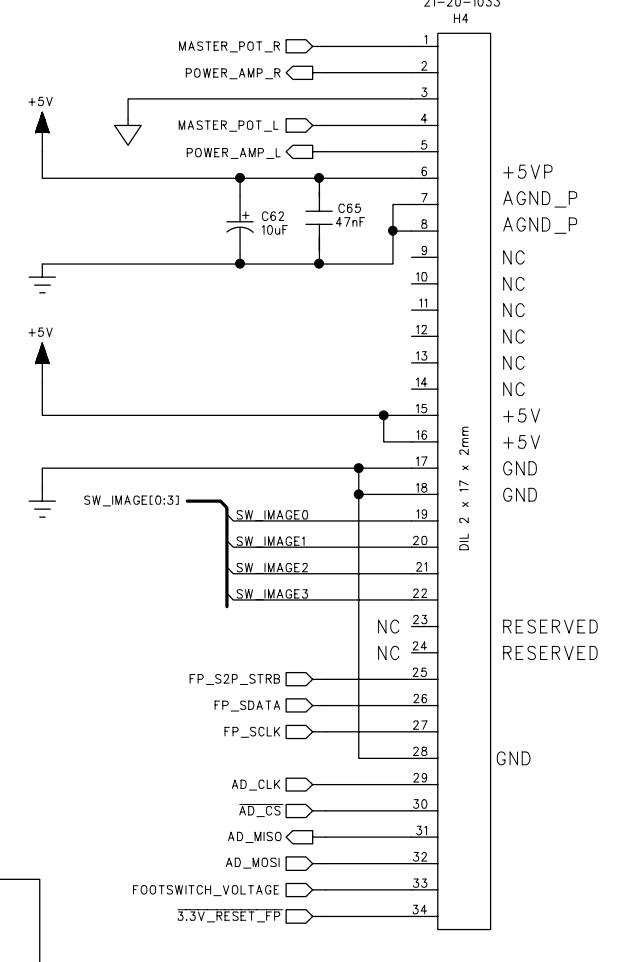 21-20-1033
H4
MASTER_POT_R 1
POWER_AMP_R 2
3
+5V
MASTER_POT_L 4
POWER_AMP_L 5
6 +5VP
7 AGND_P
+ C62 10uF
C65 47nF
8 AGND_P
9 NC
10 NC
11 NC
+5V
12 NC
13 NC
14 NC
15 +5V
16 +5V
17 GND
18 GND
DIL 2 x 17 x 2mm
SW_IMAGE[0:3]
SW_IMAGE0 19
SW_IMAGE1 20
SW_IMAGE2 21
SW_IMAGE3 22
NC 23 RESERVED
NC 24 RESERVED
FP_S2P_STRB 25
FP_SDATA 26
FP_SCLK 27
28 GND
AD_CLK 29
AD_CS 30
AD_MISO 31
AD_MOSI 32
FOOTSWITCH_VOLTAGE 33
3.3V_RESET_FP 34